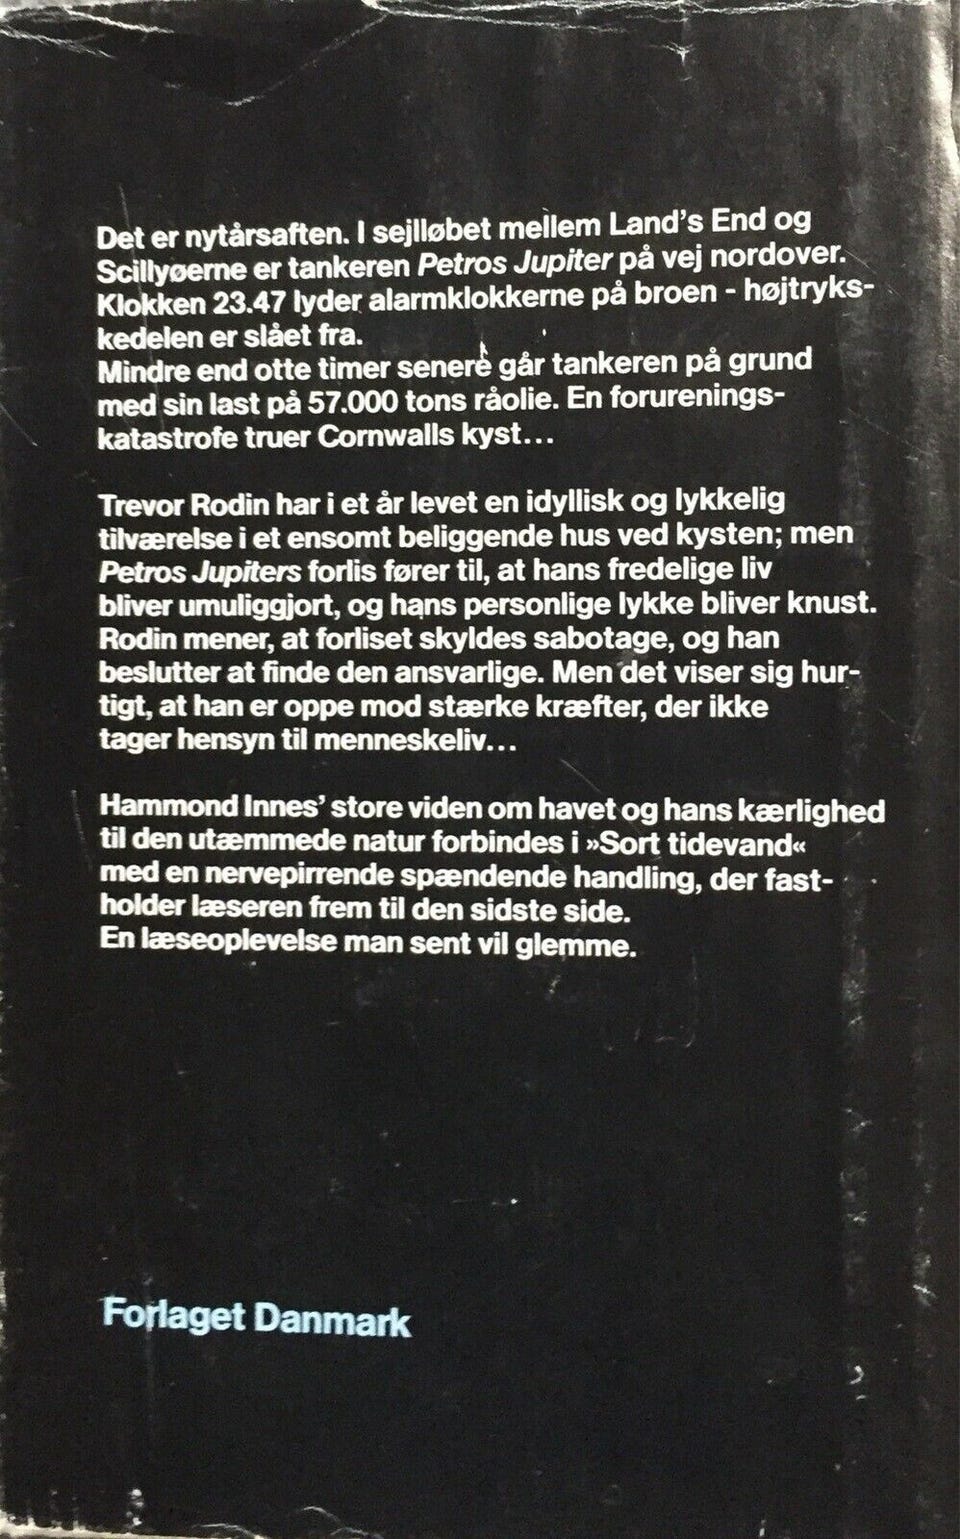 Det er nytårsaften. I sejlløbet mellem Land's End og
Scillyøerne er tankeren Petros Jupiter på vej nordover.
Klokken 23.47 lyder alarmklokkerne på broen - højtryks-
kedelen er slået fra.
Mindre end otte timer senere går tankeren på grund
med sin last på 57.000 tons råolie. En forurenings-
katastrofe truer Cornwalls kyst...
Trevor Rodin har i et år levet en idyllisk og lykkelig
tilværelse i et ensomt beliggende hus ved kysten; men
Petros Jupiters forlis fører til, at hans fredelige liv
bliver umuliggjort, og hans personlige lykke bliver knust.
Rodin mener, at forliset skyldes sabotage, og han
beslutter at finde den ansvarlige. Men det viser sig hur-
tigt, at han er oppe mod stærke kræfter, der ikke
tager hensyn til menneskeliv...
Hammond Innes' store viden om havet og hans kærlighed
til den utæmmede natur forbindes i »Sort tidevand«
med en nervepirrende spændende handling, der fast-
holder læseren frem til den sidste side.
En læseoplevelse man sent vil glemme.
Forlaget Danmark